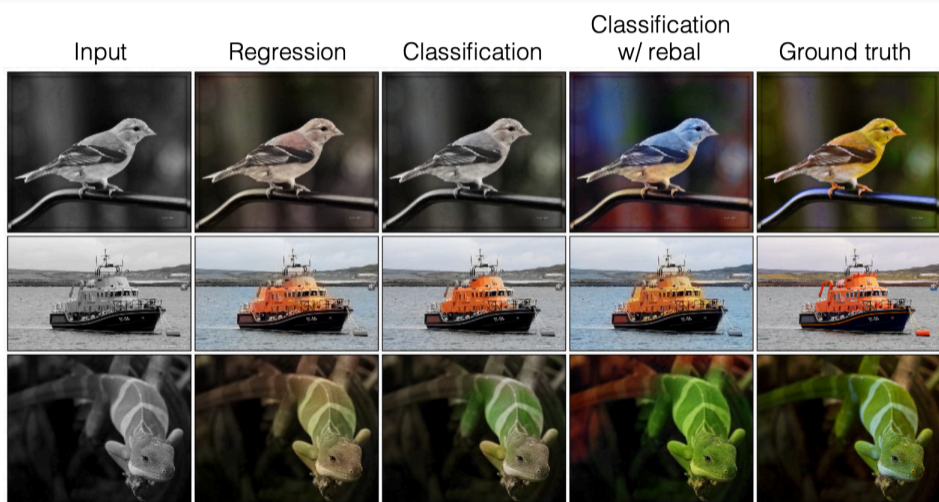 Input
Regression
Classification
Classification
w/ rebal
Ground truth